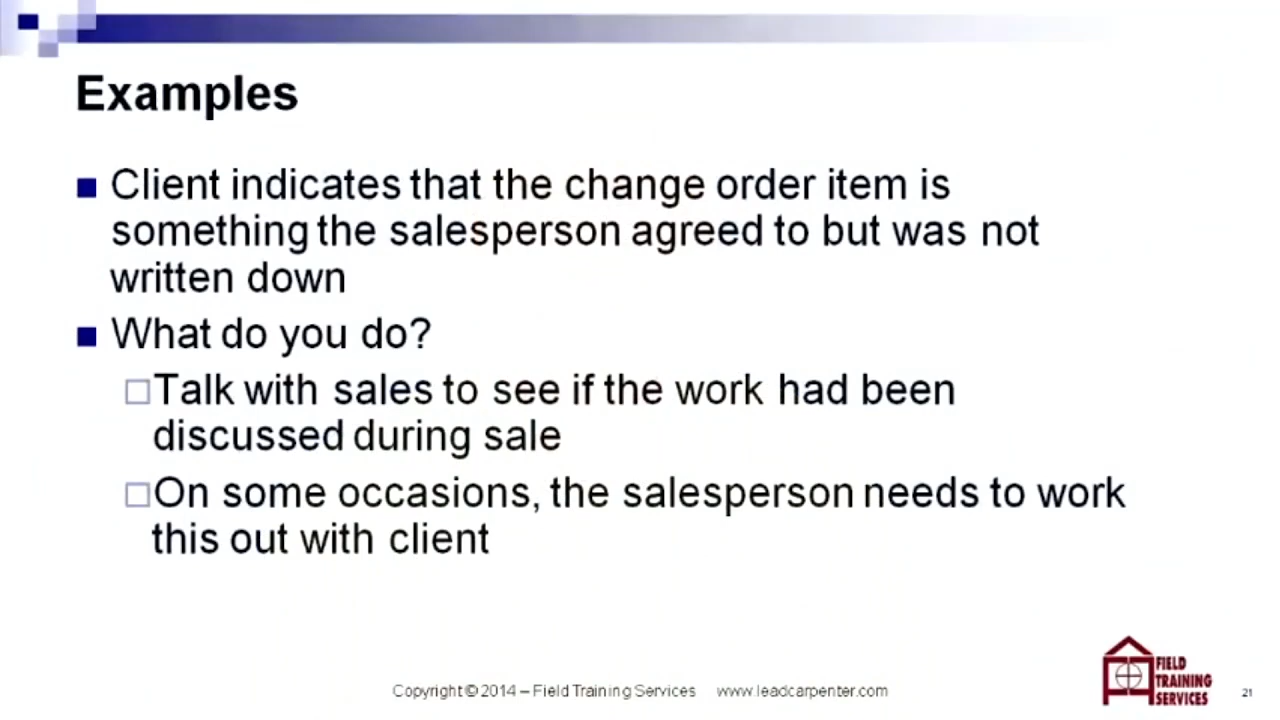 Examples
Client indicates that the change order item is
something the salesperson agreed to but was not
written down
What do you do?
Talk with sales to see if the work had been
discussed during sale
On some occasions, the salesperson needs to work
this out with client
Copyright © 2014 – Field Training Services www.leadcarpenter.com
FIELD
TRAINING
SERVICES
21